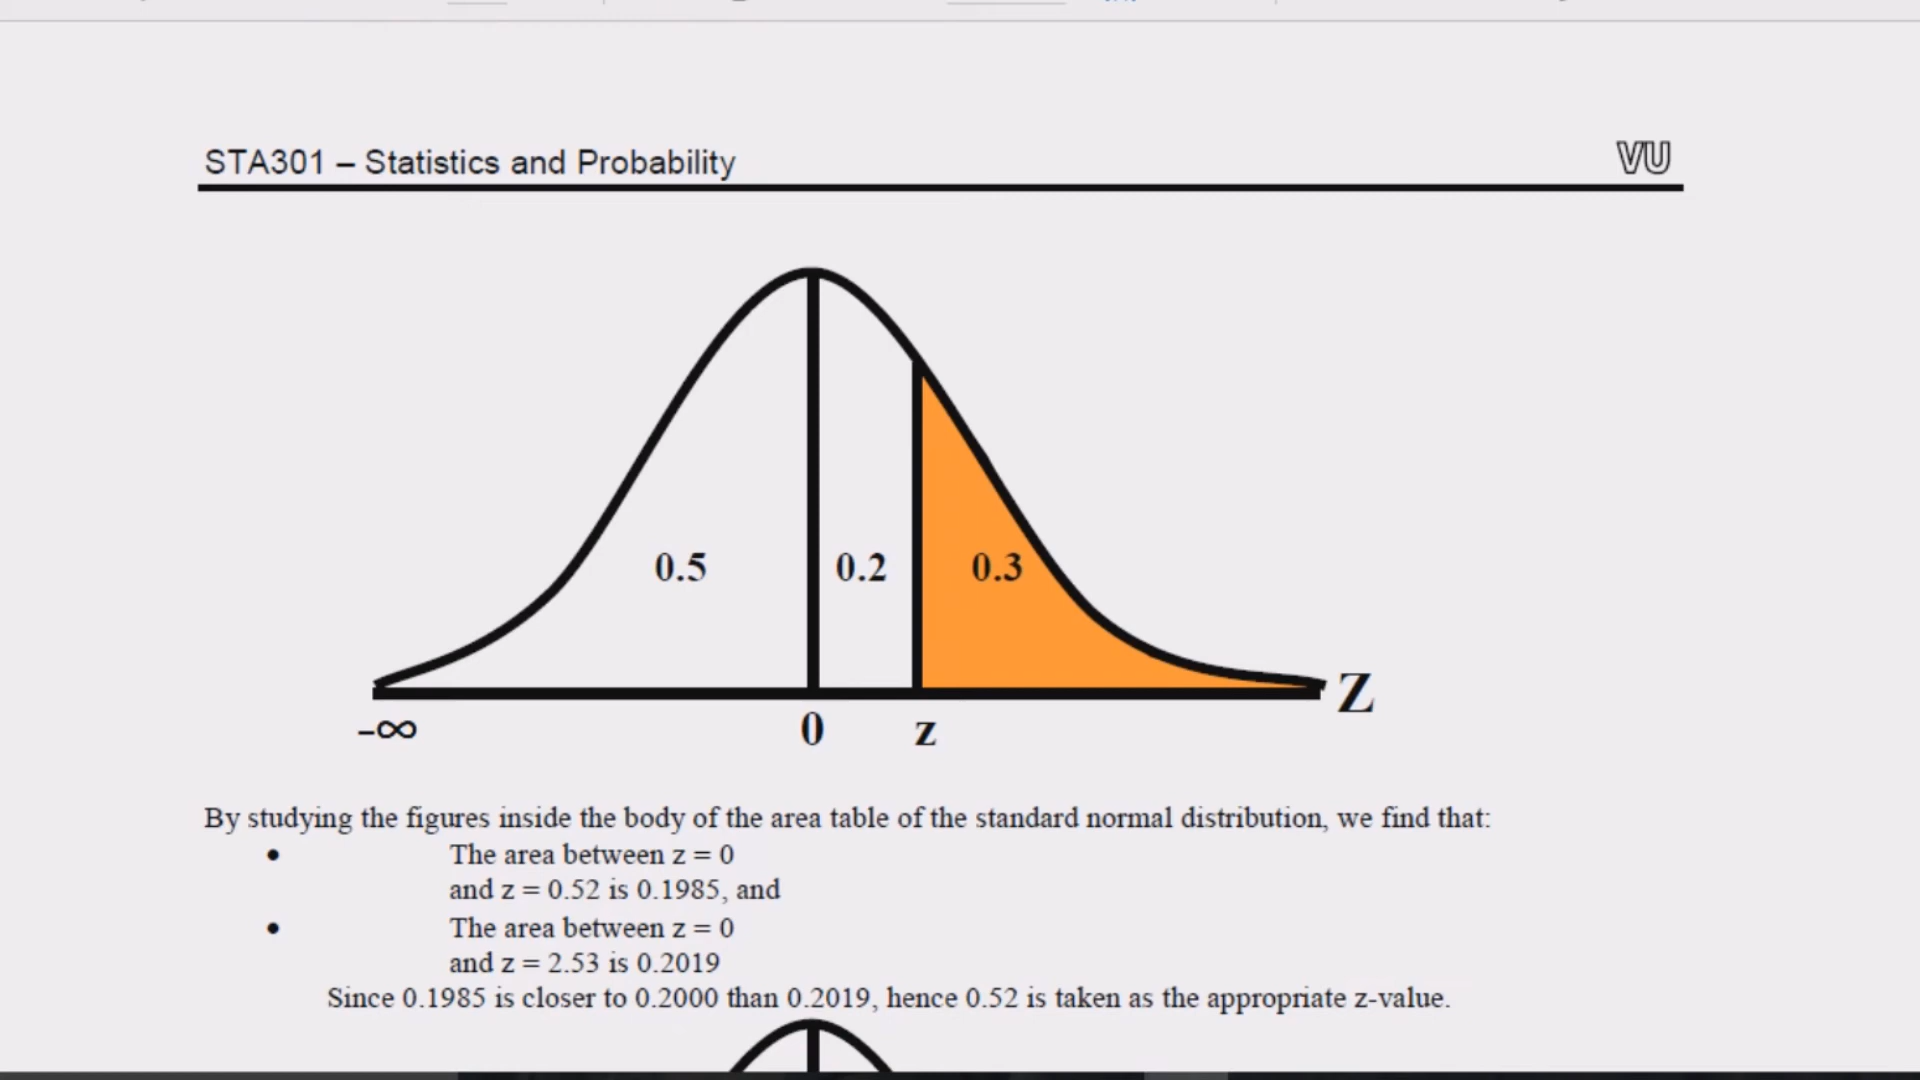 STA301 – Statistics and Probability VU
0.5 0.2 0.3
Z
-∞ 0 z
By studying the figures inside the body of the area table of the standard normal distribution, we find that:
• The area between z = 0
and z = 0.52 is 0.1985, and
• The area between z = 0
and z = 2.53 is 0.2019
Since 0.1985 is closer to 0.2000 than 0.2019, hence 0.52 is taken as the appropriate z-value.